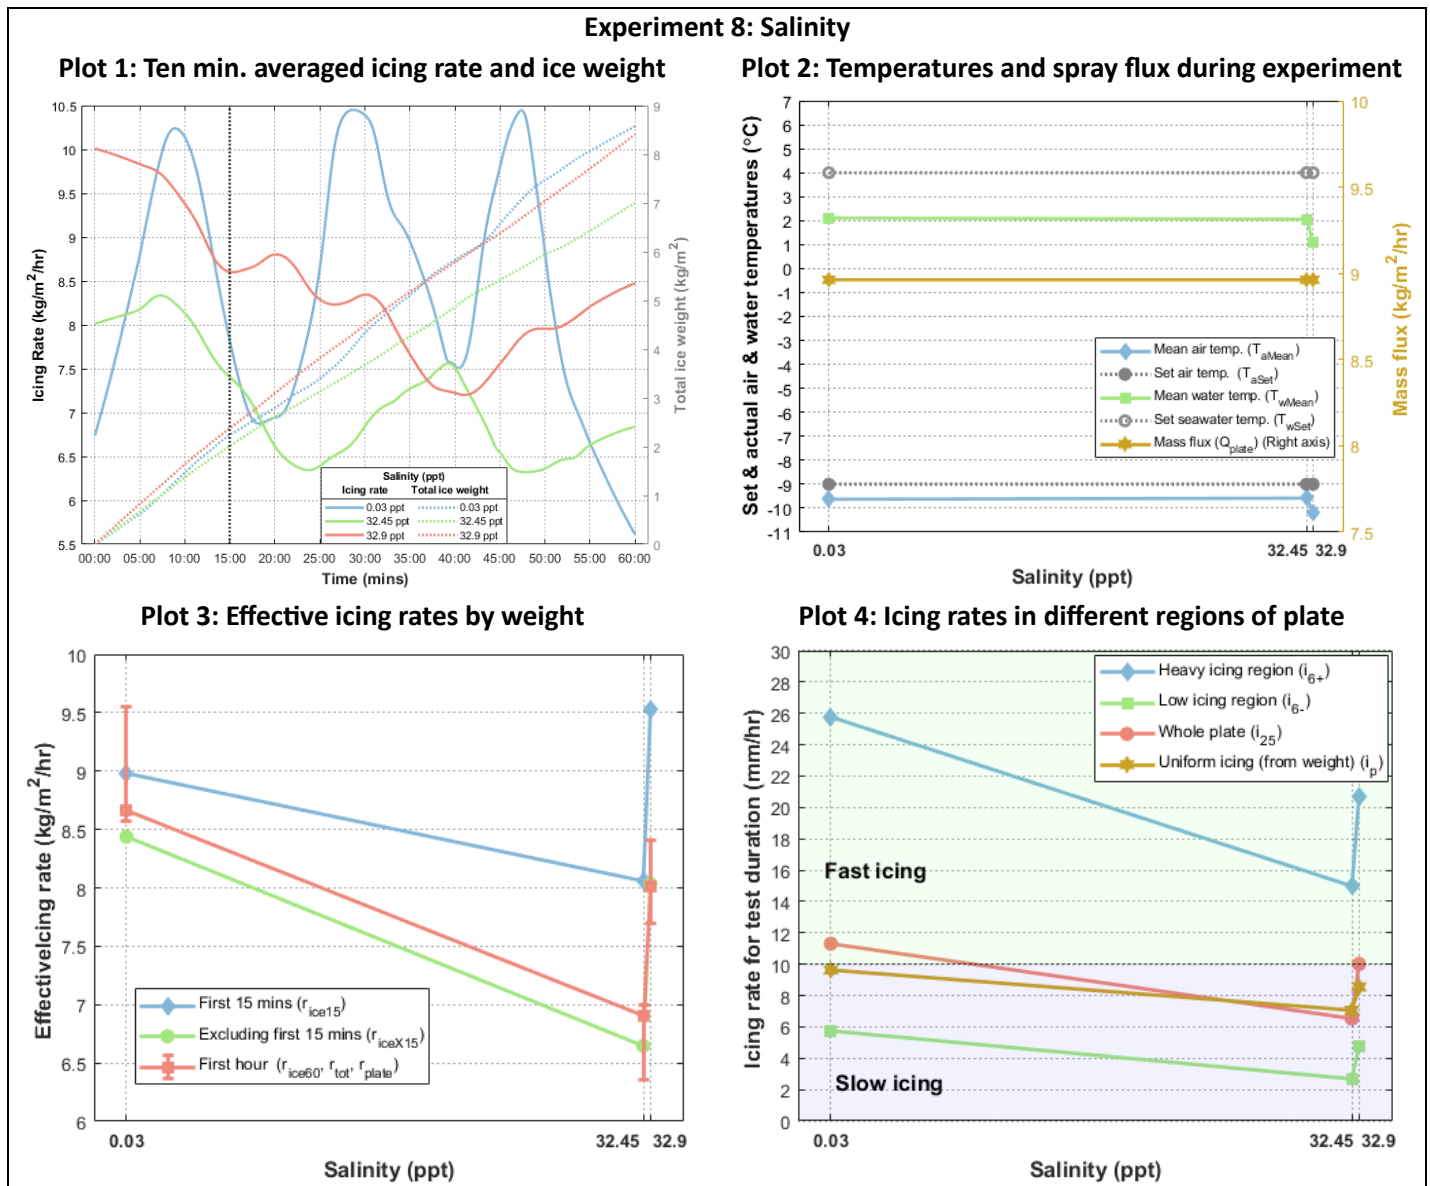 Experiment 8: Salinity
Plot 1: Ten min. averaged icing rate and ice weight
10.5
10
9.5
9
8.5
8
7.5
7
6.5
6
5.5
Icing Rate (kg/m²/hr)
9
8
7
6
5
4
3
2
1
0
Total ice weight (kg/m²)
Salinity (ppt)
Icing rate Total ice weight
0.03 ppt 0.03 ppt
32.45 ppt 32.45 ppt
32.9 ppt 32.9 ppt
00:00 05:00 10:00 15:00 20:00 25:00 30:00 35:00 40:00 45:00 50:00 55:00 60:00
Time (mins)
Plot 2: Temperatures and spray flux during experiment
7
6
5
4
3
2
1
0
-1
-2
-3
-4
-5
-6
-7
-8
-9
-10
-11
Set & actual air & water temperatures (°C)
10
9.5
9
8.5
8
7.5
Mass flux (kg/m²/hr)
Mean air temp. (TaMean)
Set air temp. (TaSet)
Mean water temp. (TwMean)
Set seawater temp. (TwSet)
Mass flux (Qplate) (Right axis)
0.03 32.45 32.9
Salinity (ppt)
Plot 3: Effective icing rates by weight
10
9.5
9
8.5
8
7.5
7
6.5
6
EffectiveIcing rate (kg/m²/hr)
First 15 mins (rice15)
Excluding first 15 mins (riceX15)
First hour (rice60, rtot, rplate)
0.03 32.45 32.9
Salinity (ppt)
Plot 4: Icing rates in different regions of plate
30
28
26
24
22
20
18
16
14
12
10
8
6
4
2
0
Icing rate for test duration (mm/hr)
Heavy icing region (i6+)
Low icing region (i6-)
Whole plate (i25)
Uniform icing (from weight) (ip)
Fast icing
Slow icing
0.03 32.45 32.9
Salinity (ppt)